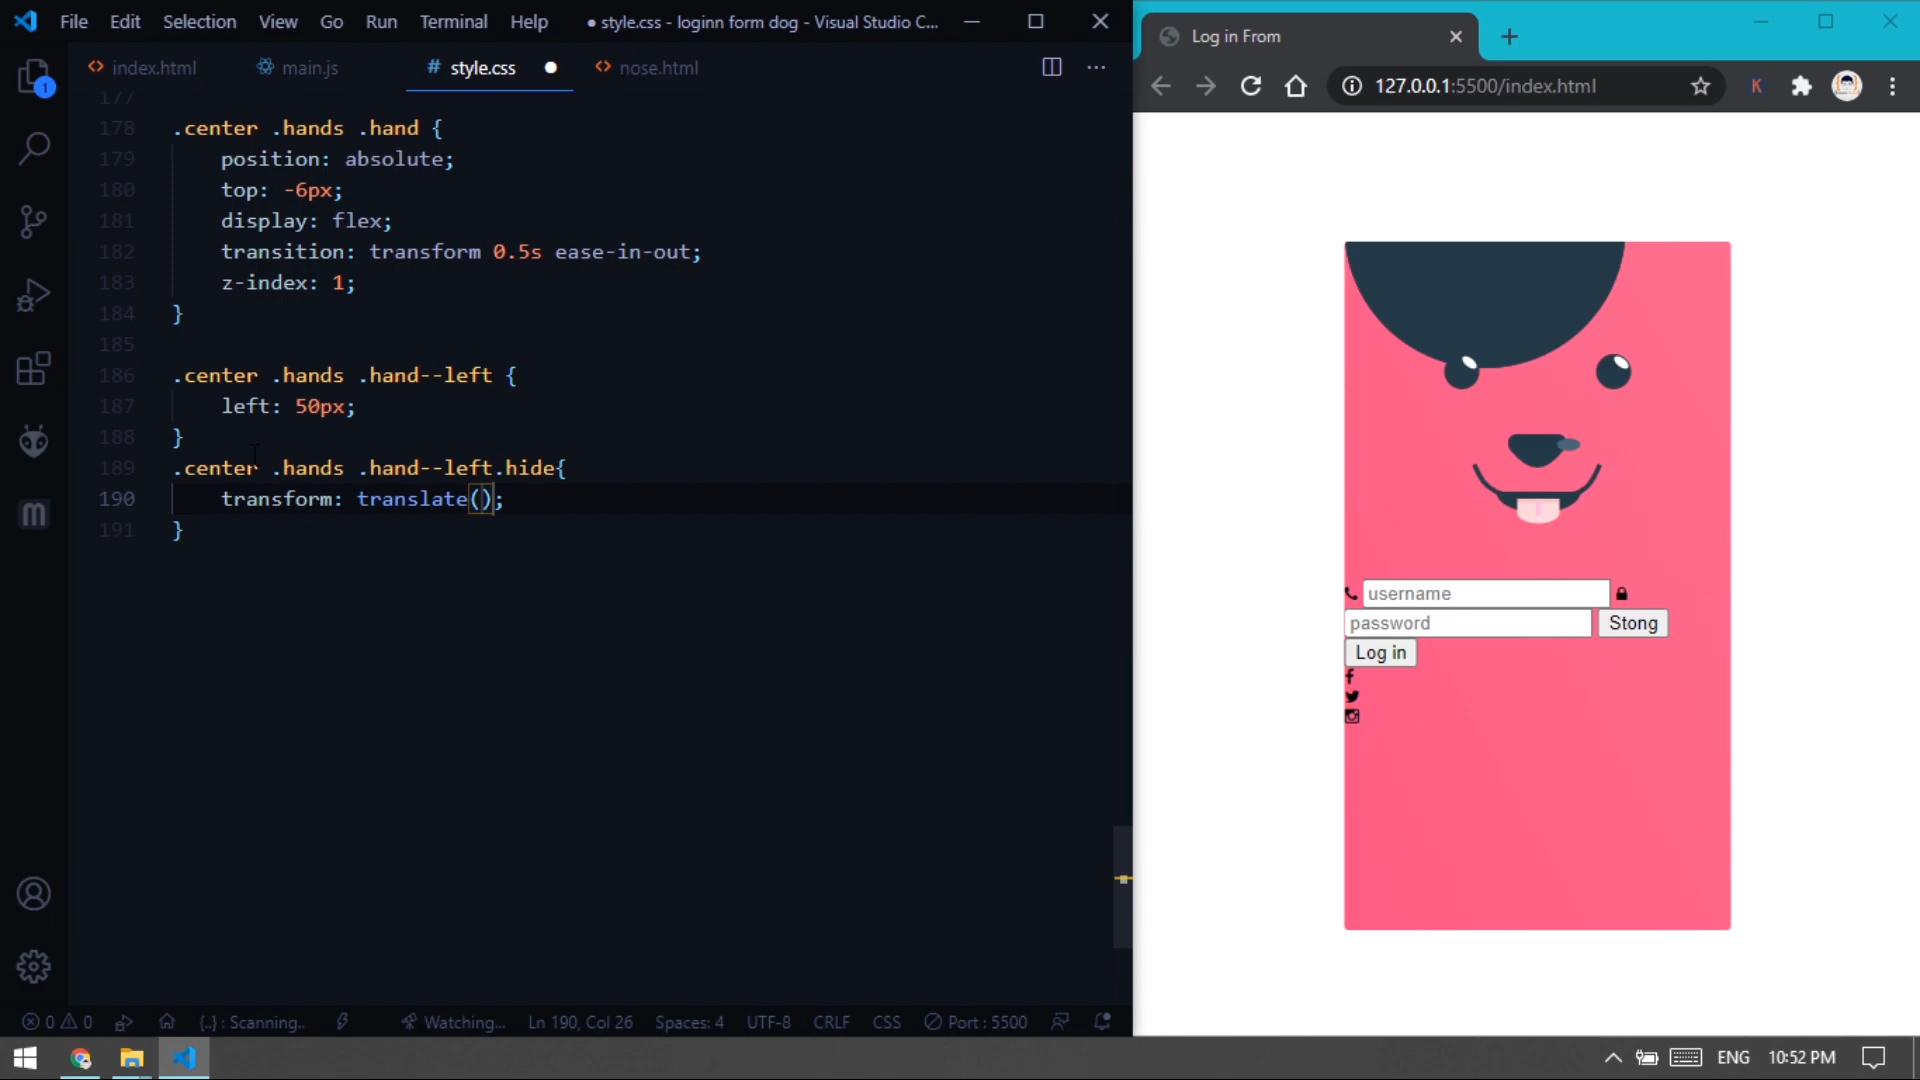 File Edit Selection View Go Run Terminal Help ● style.css - loginn form dog - Visual Studio C...
index.html main.js # style.css ● nose.html
177
178 .center .hands .hand {
179 position: absolute;
180 top: -6px;
181 display: flex;
182 transition: transform 0.5s ease-in-out;
183 z-index: 1;
184 }
185
186 .center .hands .hand--left {
187 left: 50px;
188 }
189 .center .hands .hand--left.hide{
190 transform: translate();
191 }
1
0 0 {..} : Scanning.. Watching... Ln 190, Col 26 Spaces: 4 UTF-8 CRLF CSS Port : 5500
Log in From
127.0.0.1:5500/index.html K
username
password Stong
Log in
ENG 10:52 PM